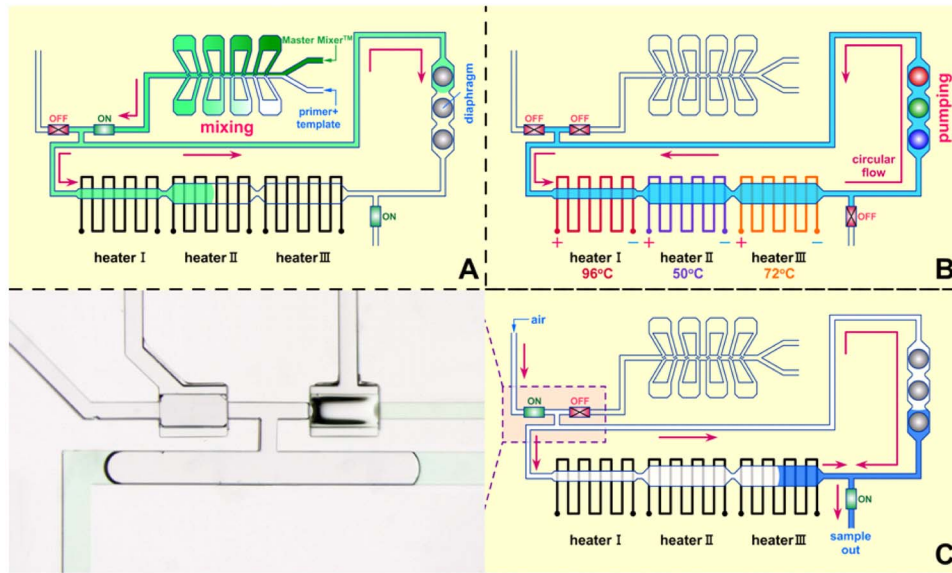 Master Mixer™
primer+
template
mixing
diaphragm
OFF
ON
ON
heater I
heater II
heater III
A
OFF
OFF
pumping
circular
flow
OFF
+
−
+
−
+
−
heater I
heater II
heater III
96°C
50°C
72°C
B
air
ON
OFF
ON
heater I
heater II
heater III
sample
out
C